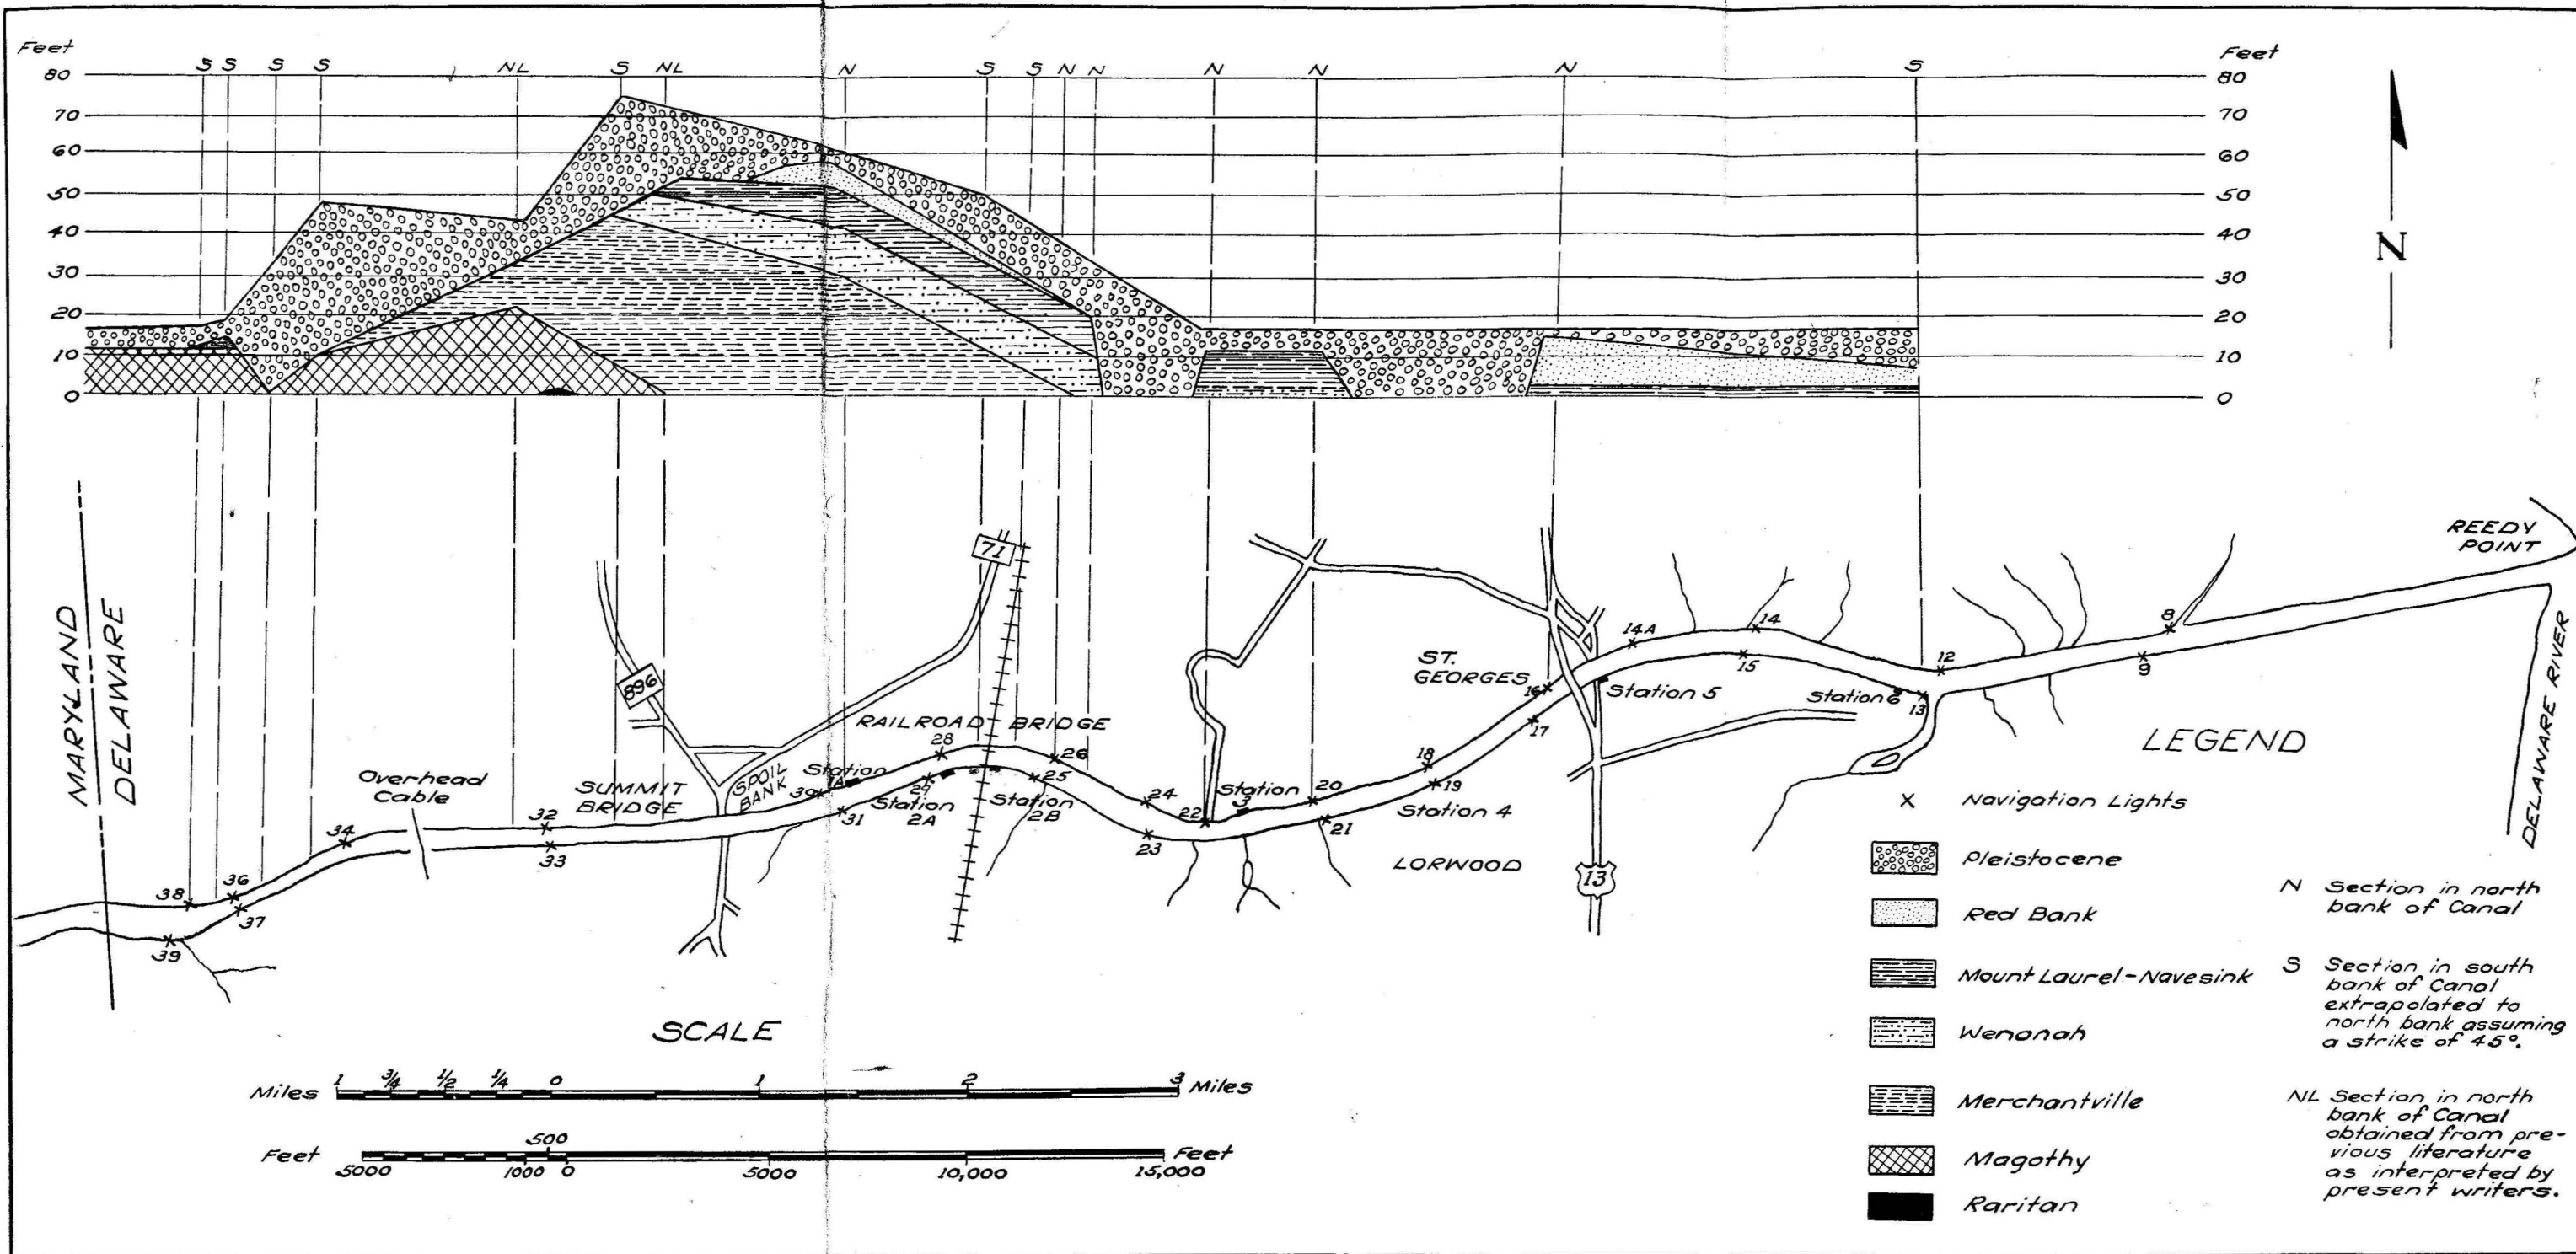 Feet
S S S S NL S NL N S S N N N N N S
Feet
80
70
60
50
40
30
20
10
0
80
70
60
50
40
30
20
10
0
N
MARYLAND
DELAWARE
Overhead
Cable
SUMMIT
BRIDGE
896
71
SPOIL
BANK
RAILROAD BRIDGE
Station
1A
Station
2A
Station
2B
Station
3
Station 4
LORWOOD
ST.
GEORGES
13
Station 5
Station 6
REEDY
POINT
DELAWARE RIVER
38
39
36
37
34
32
33
30
31
28
29
26
25
24
23
22
20
21
18
19
16
17
14A
14
15
12
13
8
9
SCALE
Miles 1 3/4 1/2 1/4 0 1 2 3 Miles
500
Feet Feet
5000 1000 0 5000 10,000 15,000
LEGEND
x Navigation Lights
Pleistocene
Red Bank
Mount Laurel-Navesink
Wenonah
Merchantville
Magothy
Raritan
N Section in north
bank of Canal
S Section in south
bank of Canal
extrapolated to
north bank assuming
a strike of 45°.
NL Section in north
bank of Canal
obtained from pre-
vious literature
as interpreted by
present writers.